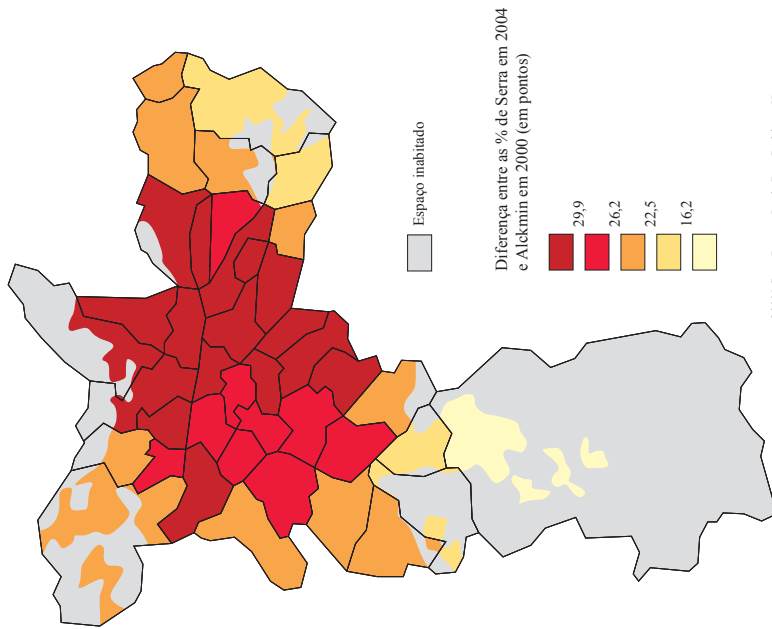 Espaço inabitado
Diferença entre as % de Serra em 2004
e Alckmin em 2000 (em pontos)
29,9
26,2
22,5
16,2